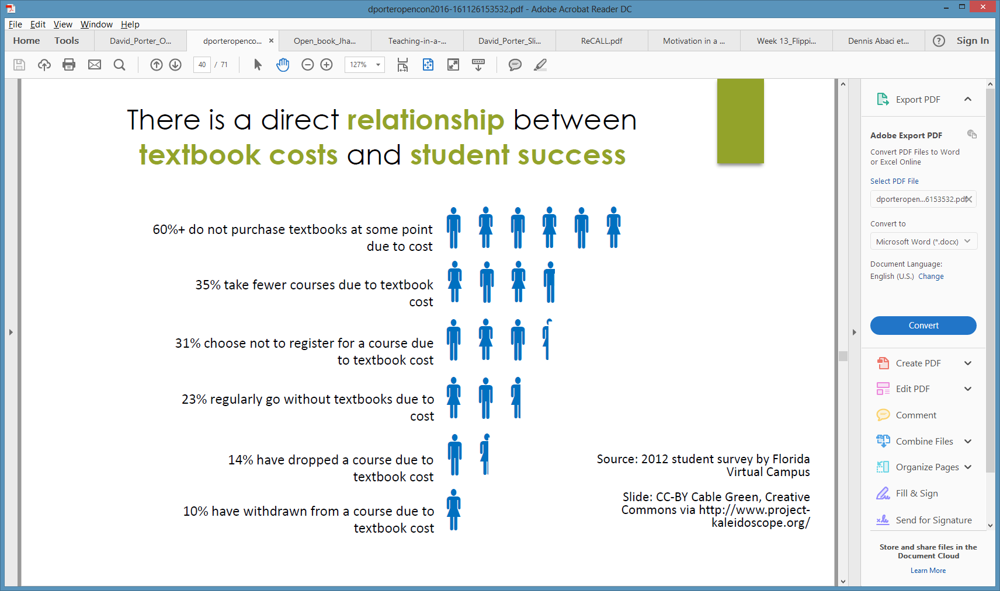 dporteropencon2016-161126153532.pdf - Adobe Acrobat Reader DC
File Edit View Window Help
Home Tools David_Porter_O... dporteropenco... × Open_book_Jha... Teaching-in-a-... David_Porter_Sli... ReCALL.pdf Motivation in a ... Week 13_Flippi... Dennis Abaci et... ? Sign In
40 / 71 127%
There is a direct relationship between
textbook costs and student success
60%+ do not purchase textbooks at some point
due to cost
35% take fewer courses due to textbook
cost
31% choose not to register for a course due
to textbook cost
23% regularly go without textbooks due to
cost
14% have dropped a course due to
textbook cost
10% have withdrawn from a course due to
textbook cost
Source: 2012 student survey by Florida
Virtual Campus
Slide: CC-BY Cable Green, Creative
Commons via http://www.project-
kaleidoscope.org/
Export PDF
Adobe Export PDF
Convert PDF Files to Word
or Excel Online
Select PDF File
dporteropen...6153532.pdf
Convert to
Microsoft Word (*.docx)
Document Language:
English (U.S.) Change
Convert
Create PDF
Edit PDF
Comment
Combine Files
Organize Pages
Fill & Sign
Send for Signature
Store and share files in the
Document Cloud
Learn More